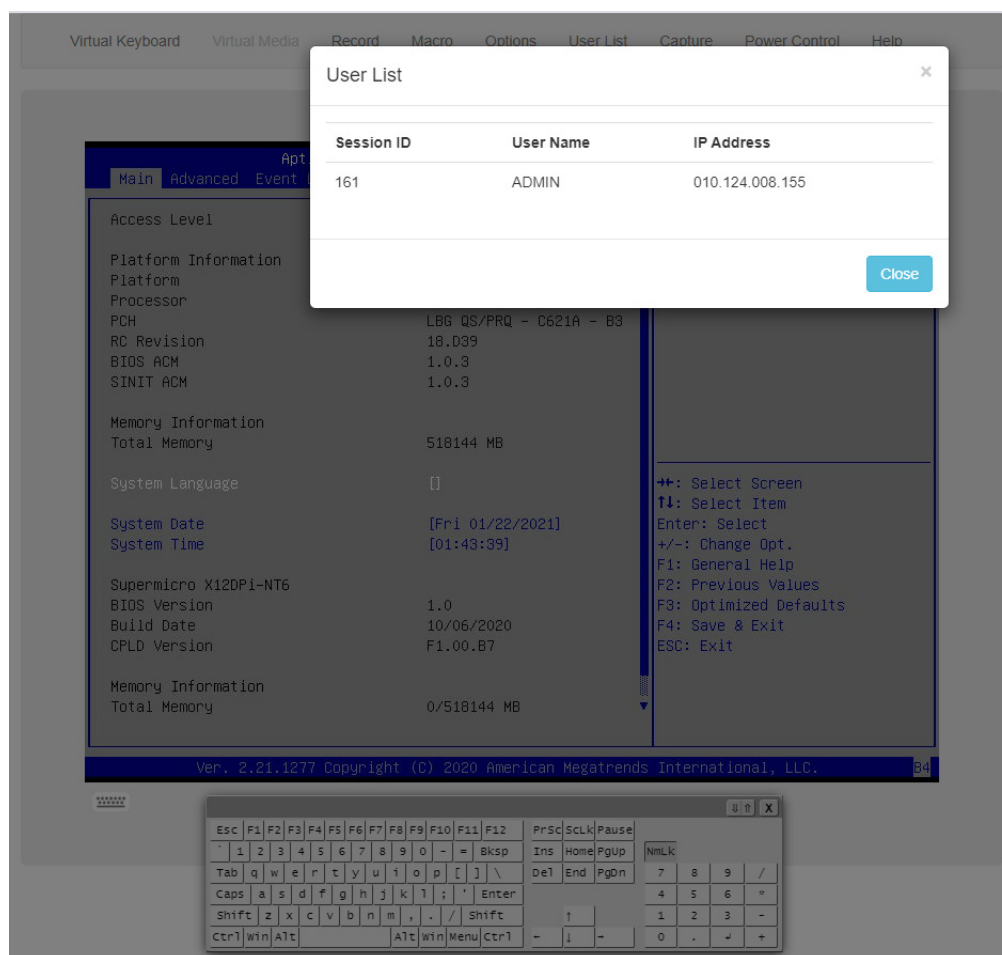 Virtual Keyboard Virtual Media Record Macro Options User List Capture Power Control Help
User List ×
Session ID User Name IP Address
161 ADMIN 010.124.008.155
Close
Apt
Main Advanced Event
Access Level
Platform Information
Platform
Processor
PCH LBG QS/PRQ - C621A - B3
RC Revision 18.D39
BIOS ACM 1.0.3
SINIT ACM 1.0.3
Memory Information
Total Memory 518144 MB
System Language []
System Date [Fri 01/22/2021]
System Time [01:43:39]
Supermicro X12DPi-NT6
BIOS Version 1.0
Build Date 10/06/2020
CPLD Version F1.00.B7
Memory Information
Total Memory 0/518144 MB
→←: Select Screen
↑↓: Select Item
Enter: Select
+/-: Change Opt.
F1: General Help
F2: Previous Values
F3: Optimized Defaults
F4: Save & Exit
ESC: Exit
Ver. 2.21.1277 Copyright (C) 2020 American Megatrends International, LLC. B4
⇩ ⇧ X
Esc F1 F2 F3 F4 F5 F6 F7 F8 F9 F10 F11 F12 PrSc ScLk Pause
` 1 2 3 4 5 6 7 8 9 0 - = Bksp Ins Home PgUp NmLk
Tab q w e r t y u i o p [ ] \ Del End PgDn 7 8 9 /
Caps a s d f g h j k l ; ' Enter 4 5 6 *
Shift z x c v b n m , . / Shift ↑ 1 2 3 -
Ctrl Win Alt Alt Win Menu Ctrl ← ↓ → 0 . ↲ +